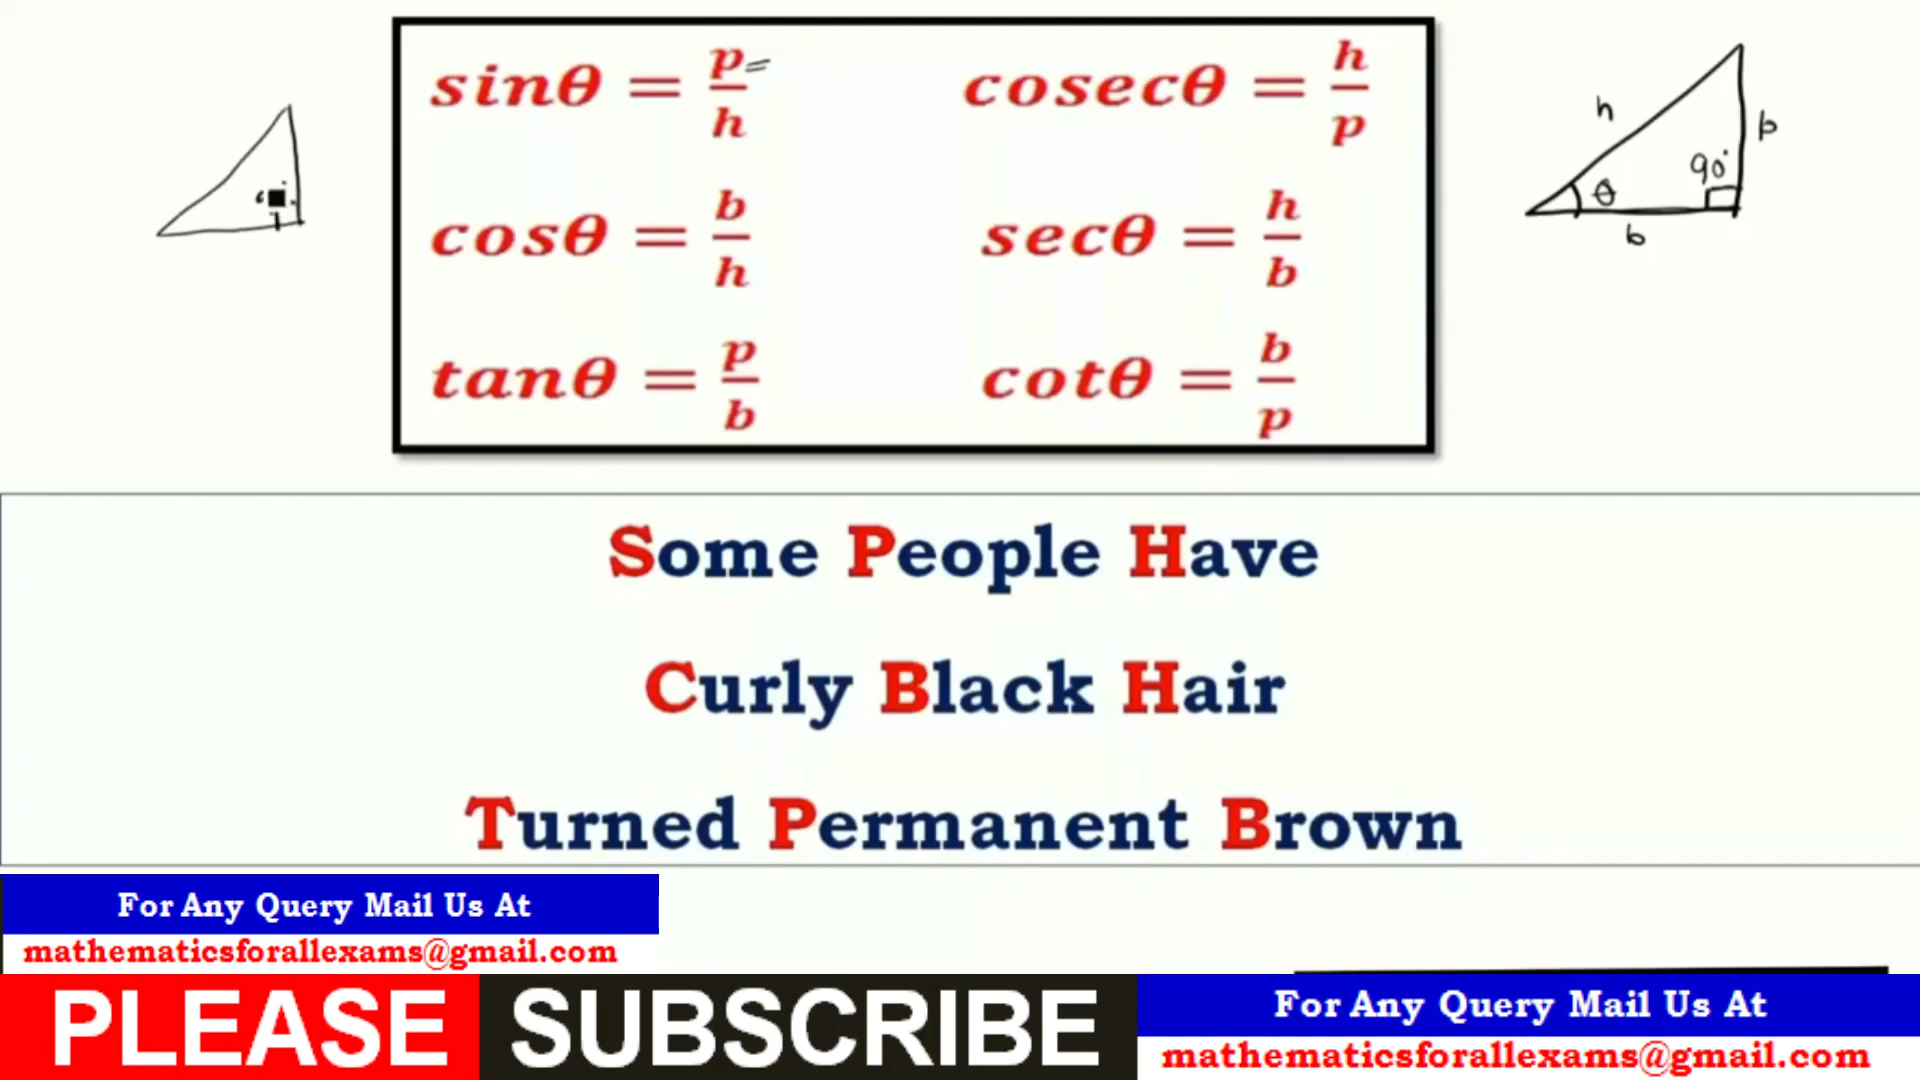 sinθ = p/h =
cosecθ = h/p
cosθ = b/h
secθ = h/b
tanθ = p/b
cotθ = b/p
h
p
90°
θ
b
Some People Have
Curly Black Hair
Turned Permanent Brown
For Any Query Mail Us At
mathematicsforallexams@gmail.com
PLEASE SUBSCRIBE
For Any Query Mail Us At
mathematicsforallexams@gmail.com